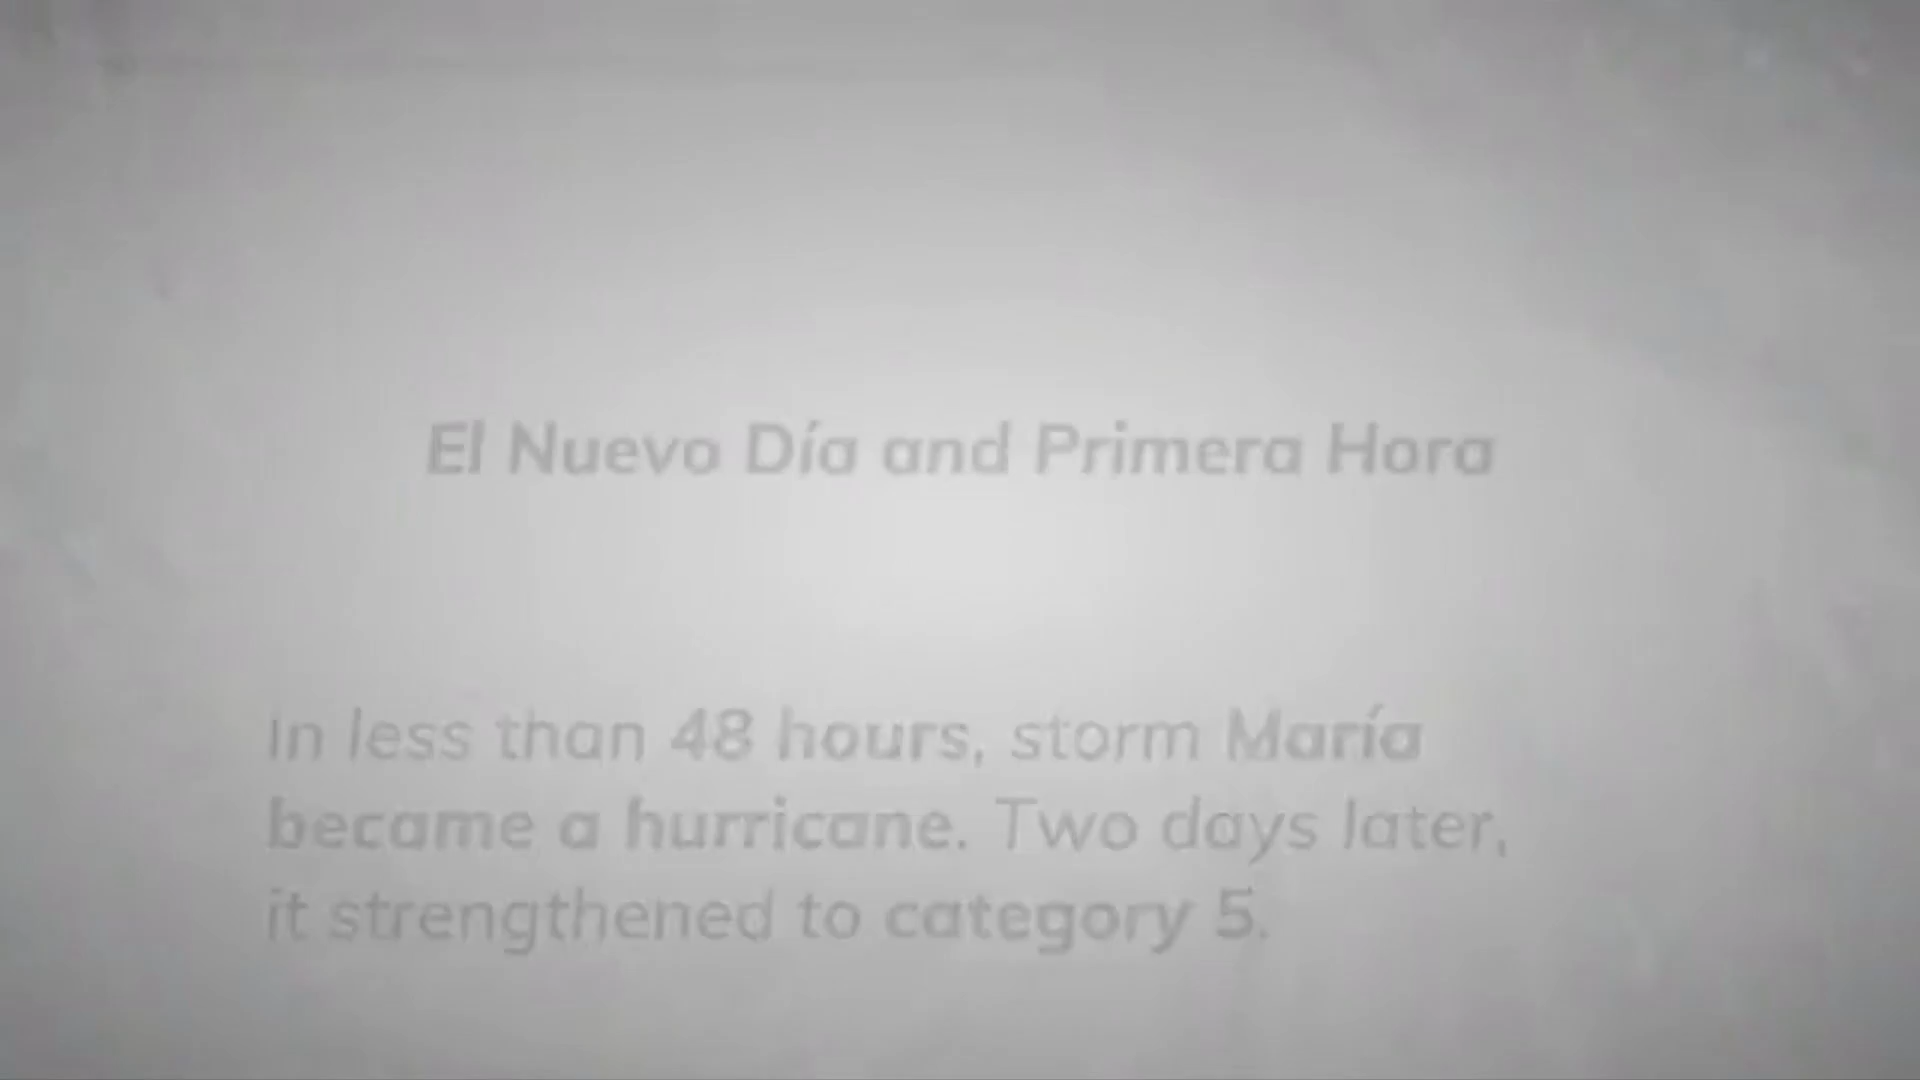 El Nuevo Día and Primera Hora
In less than 48 hours, storm María
became a hurricane. Two days later,
it strengthened to category 5.